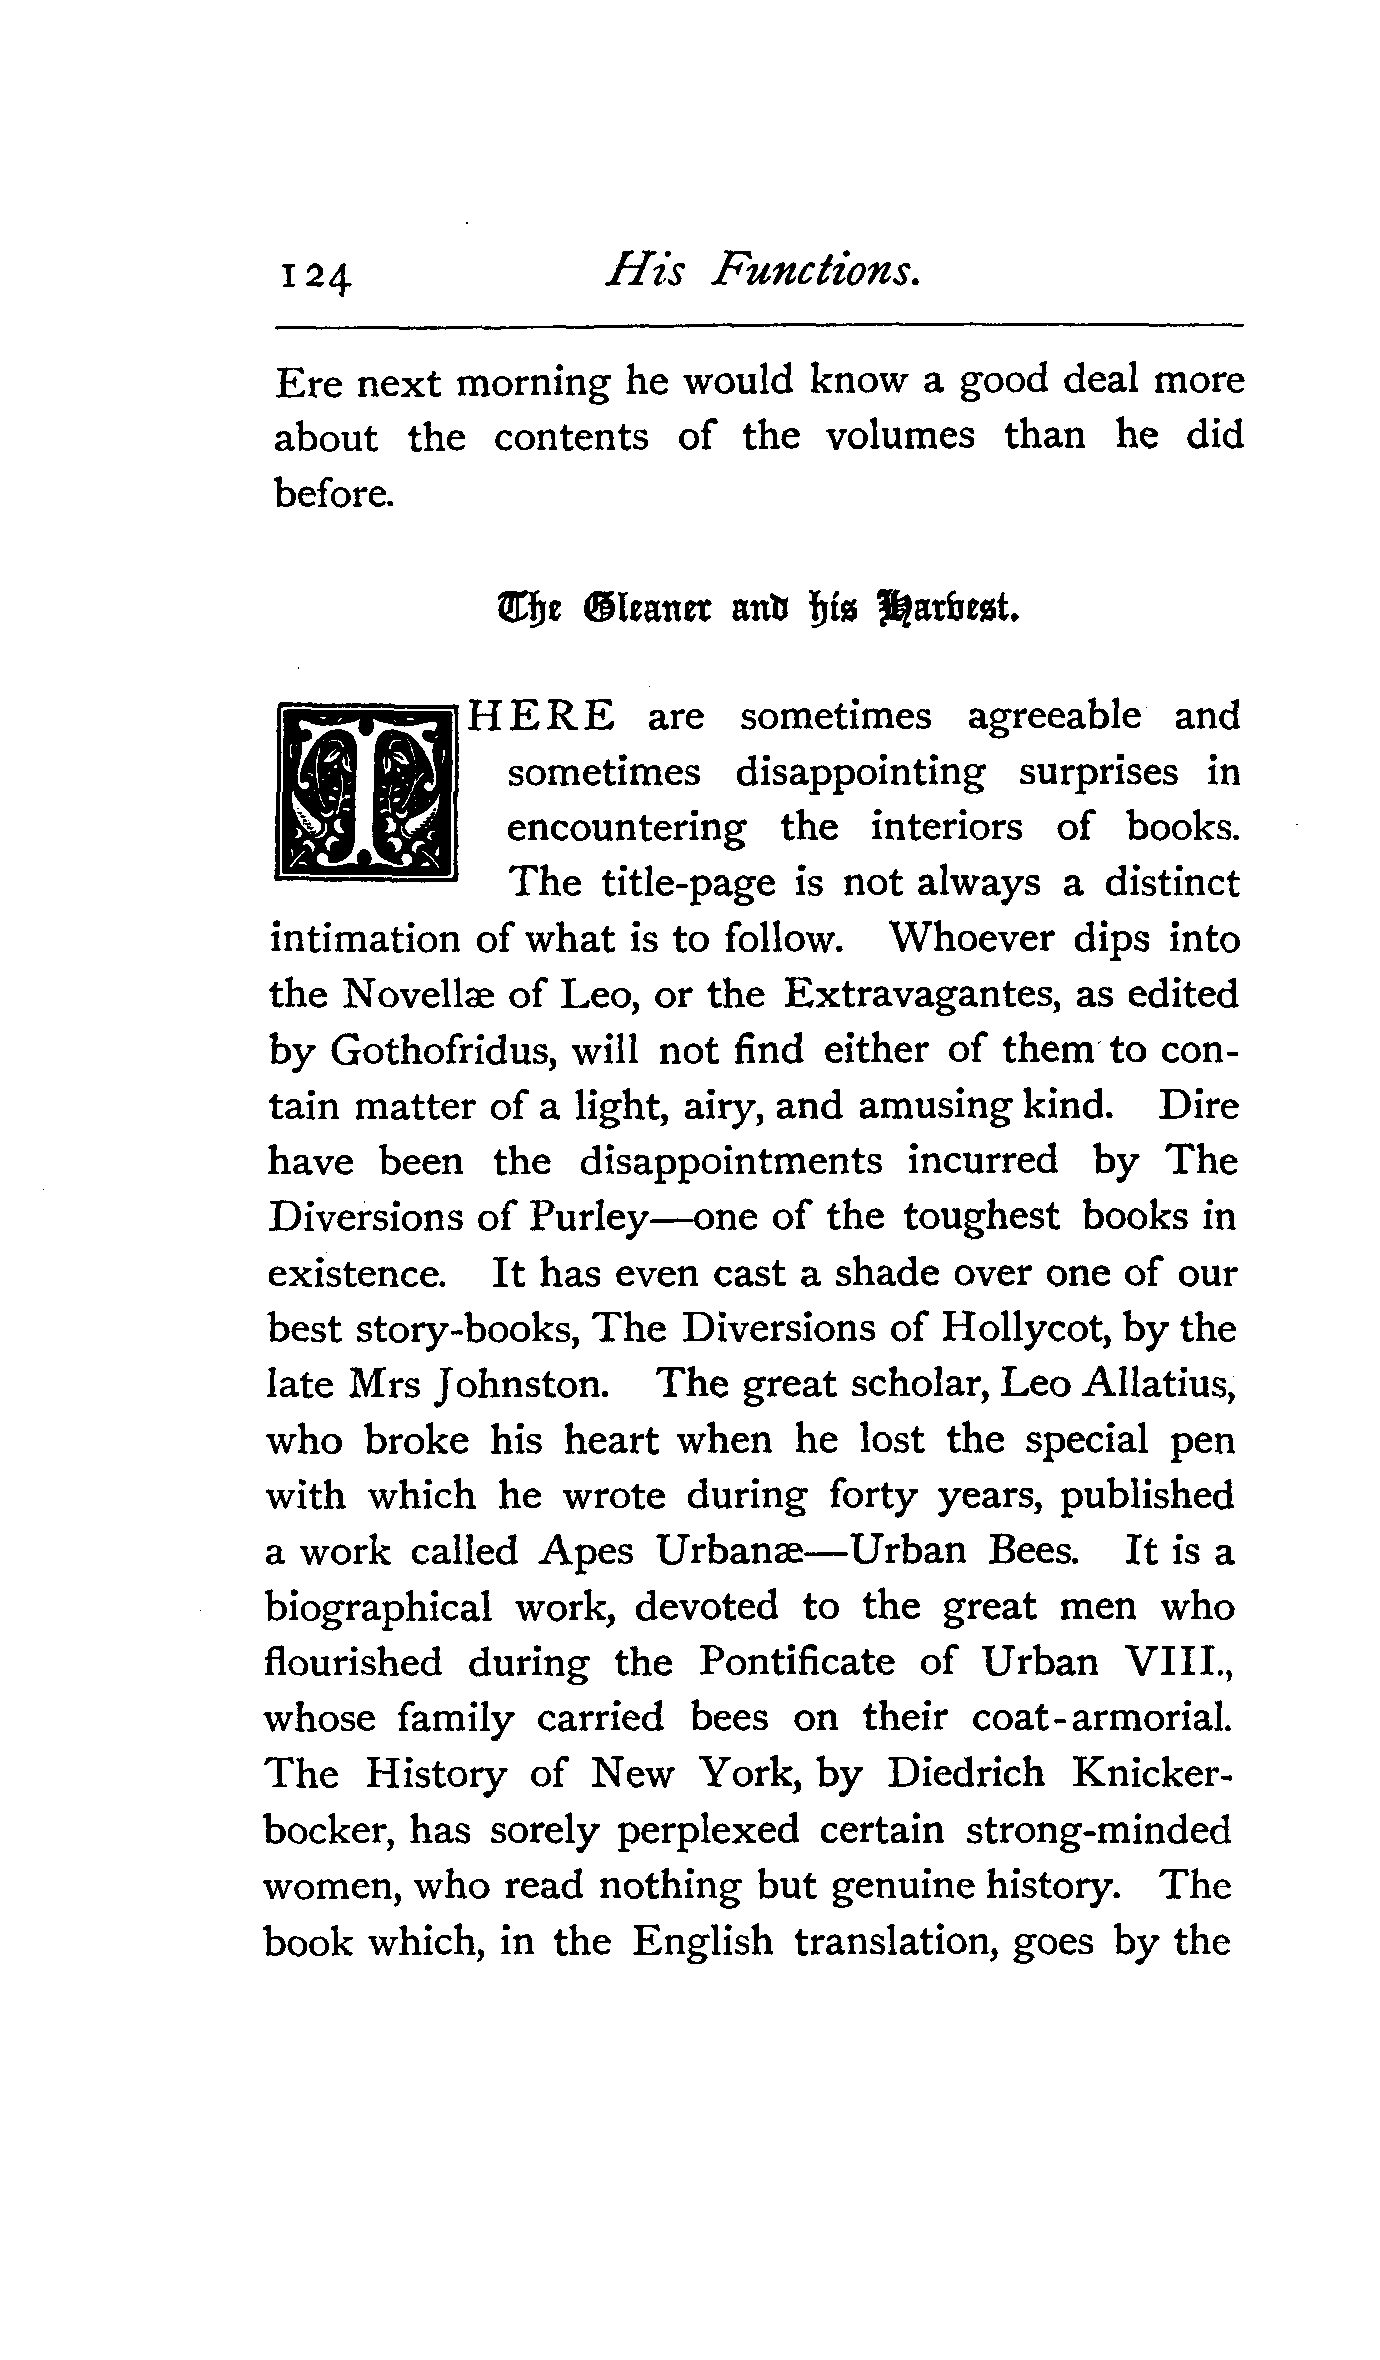 124 His Functions.
Ere next morning he would know a good deal more
about the contents of the volumes than he did
before.
The Gleaner and his Harvest.
THERE are sometimes agreeable and
sometimes disappointing surprises in
encountering the interiors of books.
The title-page is not always a distinct
intimation of what is to follow. Whoever dips into
the Novellæ of Leo, or the Extravagantes, as edited
by Gothofridus, will not find either of them to con-
tain matter of a light, airy, and amusing kind. Dire
have been the disappointments incurred by The
Diversions of Purley—one of the toughest books in
existence. It has even cast a shade over one of our
best story-books, The Diversions of Hollycot, by the
late Mrs Johnston. The great scholar, Leo Allatius,
who broke his heart when he lost the special pen
with which he wrote during forty years, published
a work called Apes Urbanæ—Urban Bees. It is a
biographical work, devoted to the great men who
flourished during the Pontificate of Urban VIII.,
whose family carried bees on their coat-armorial.
The History of New York, by Diedrich Knicker-
bocker, has sorely perplexed certain strong-minded
women, who read nothing but genuine history. The
book which, in the English translation, goes by the